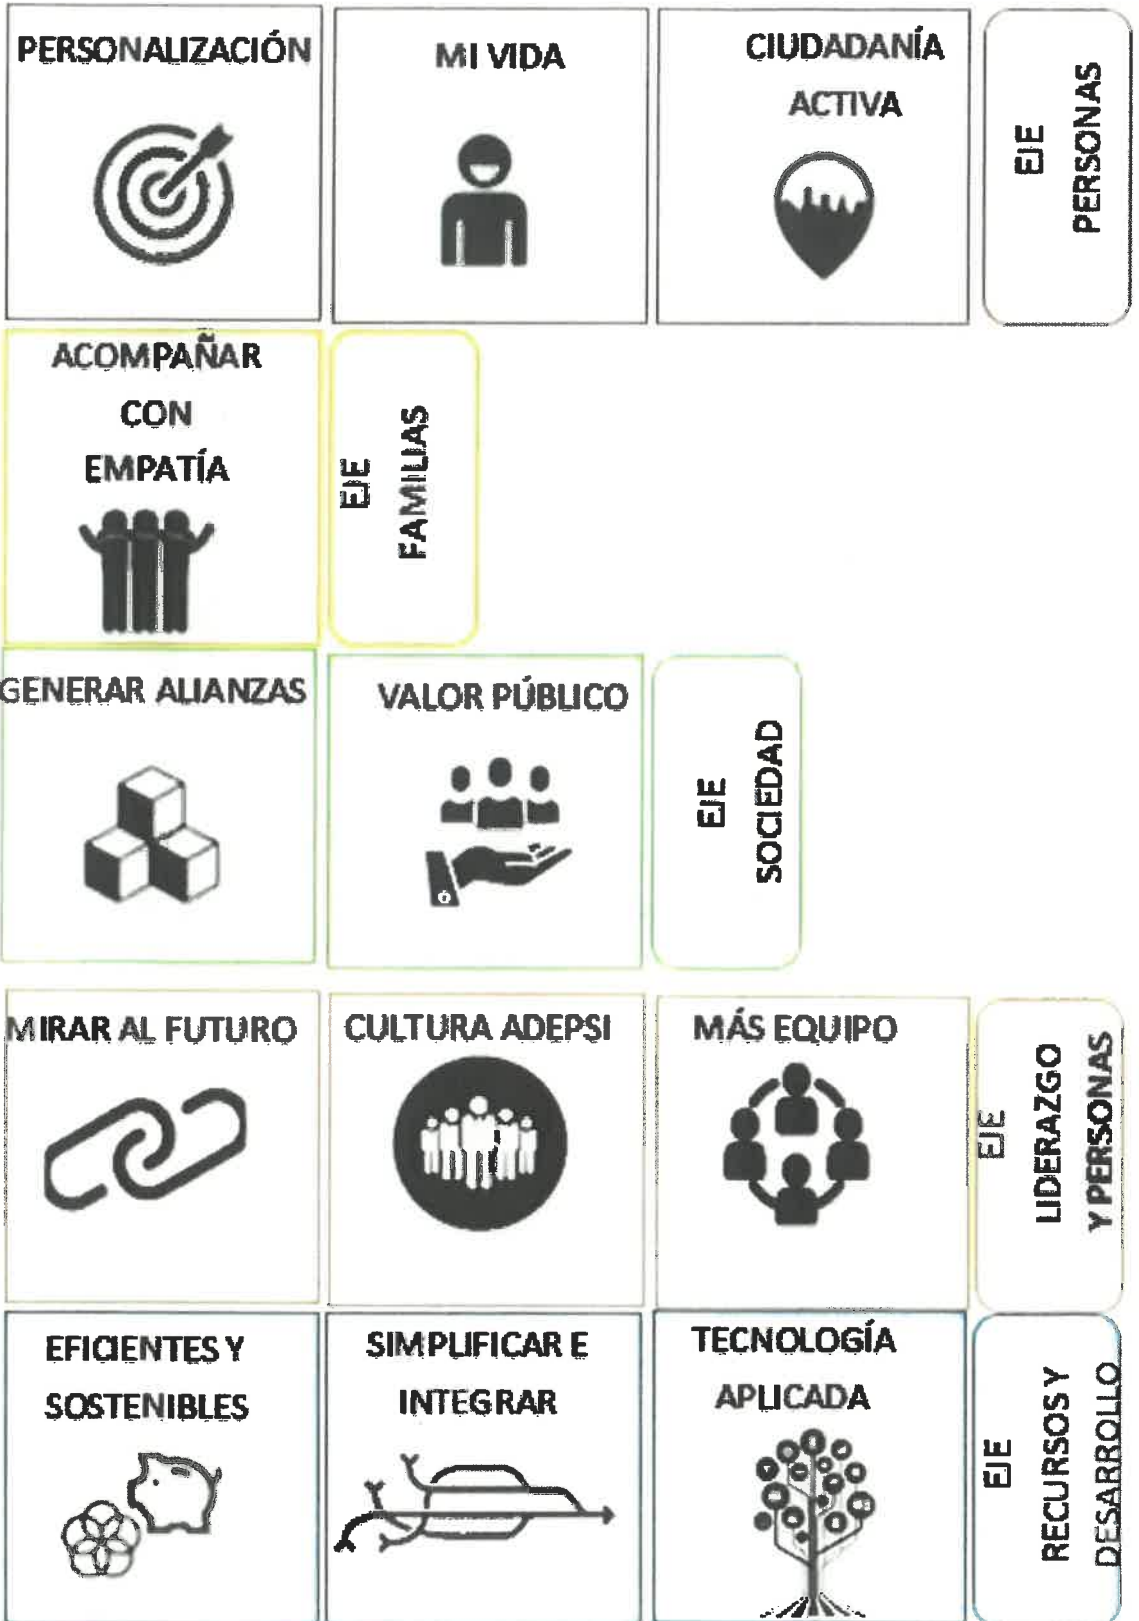 PERSONALIZACIÓN
MI VIDA
CIUDADANÍA
ACTIVA
EJE
PERSONAS
ACOMPAÑAR
CON
EMPATÍA
EJE
FAMILIAS
GENERAR ALIANZAS
VALOR PÚBLICO
EJE
SOCIEDAD
MIRAR AL FUTURO
CULTURA ADEPSI
MÁS EQUIPO
EJE
LIDERAZGO
Y PERSONAS
EFICIENTES Y
SOSTENIBLES
SIMPLIFICAR E
INTEGRAR
TECNOLOGÍA
APLICADA
EJE
RECURSOS Y
DESARROLLO